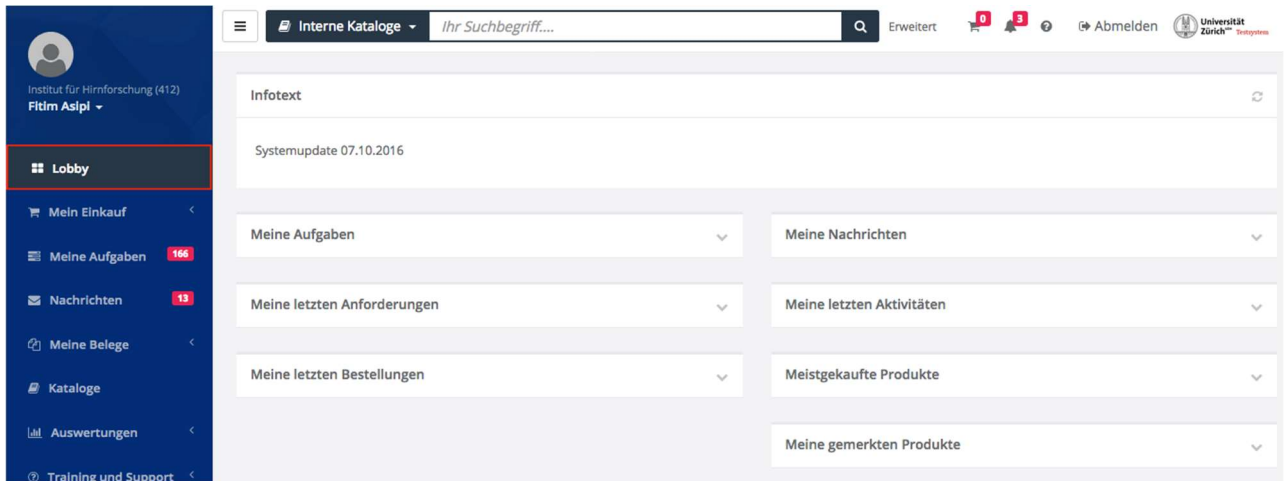 Institut für Hirnforschung (412)
Fitim Asipi
Lobby
Mein Einkauf
Meine Aufgaben 166
Nachrichten 13
Meine Belege
Kataloge
Auswertungen
Training und Support
Interne Kataloge Ihr Suchbegriff.... Erweitert 0 3 Abmelden
Universität
Zürich UZH Testsystem
Infotext
Systemupdate 07.10.2016
Meine Aufgaben
Meine Nachrichten
Meine letzten Anforderungen
Meine letzten Aktivitäten
Meine letzten Bestellungen
Meistgekaufte Produkte
Meine gemerkten Produkte